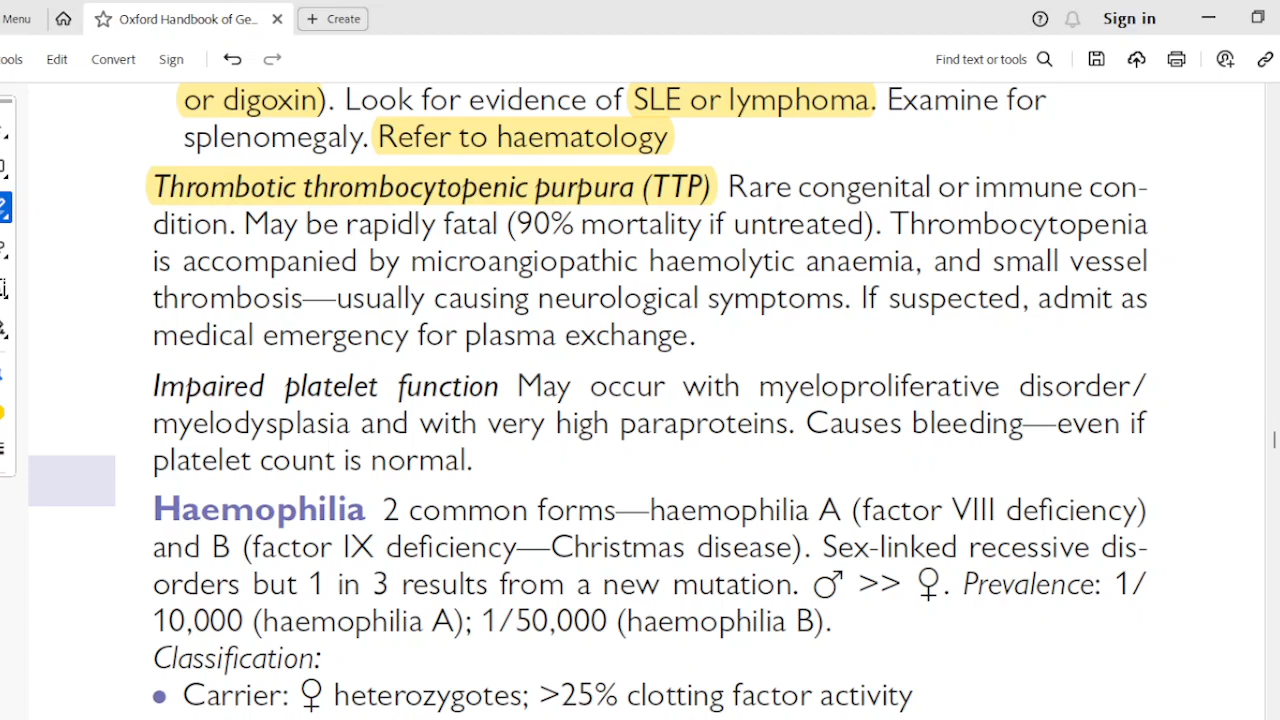 Menu
Oxford Handbook of Ge...
Create
Sign in
ools
Edit
Convert
Sign
Find text or tools
or digoxin). Look for evidence of SLE or lymphoma. Examine for
splenomegaly. Refer to haematology
Thrombotic thrombocytopenic purpura (TTP) Rare congenital or immune con-
dition. May be rapidly fatal (90% mortality if untreated). Thrombocytopenia
is accompanied by microangiopathic haemolytic anaemia, and small vessel
thrombosis—usually causing neurological symptoms. If suspected, admit as
medical emergency for plasma exchange.
Impaired platelet function May occur with myeloproliferative disorder/
myelodysplasia and with very high paraproteins. Causes bleeding—even if
platelet count is normal.
Haemophilia 2 common forms—haemophilia A (factor VIII deficiency)
and B (factor IX deficiency—Christmas disease). Sex-linked recessive dis-
orders but 1 in 3 results from a new mutation. ♂ >> ♀. Prevalence: 1/
10,000 (haemophilia A); 1/50,000 (haemophilia B).
Classification:
• Carrier: ♀ heterozygotes; >25% clotting factor activity